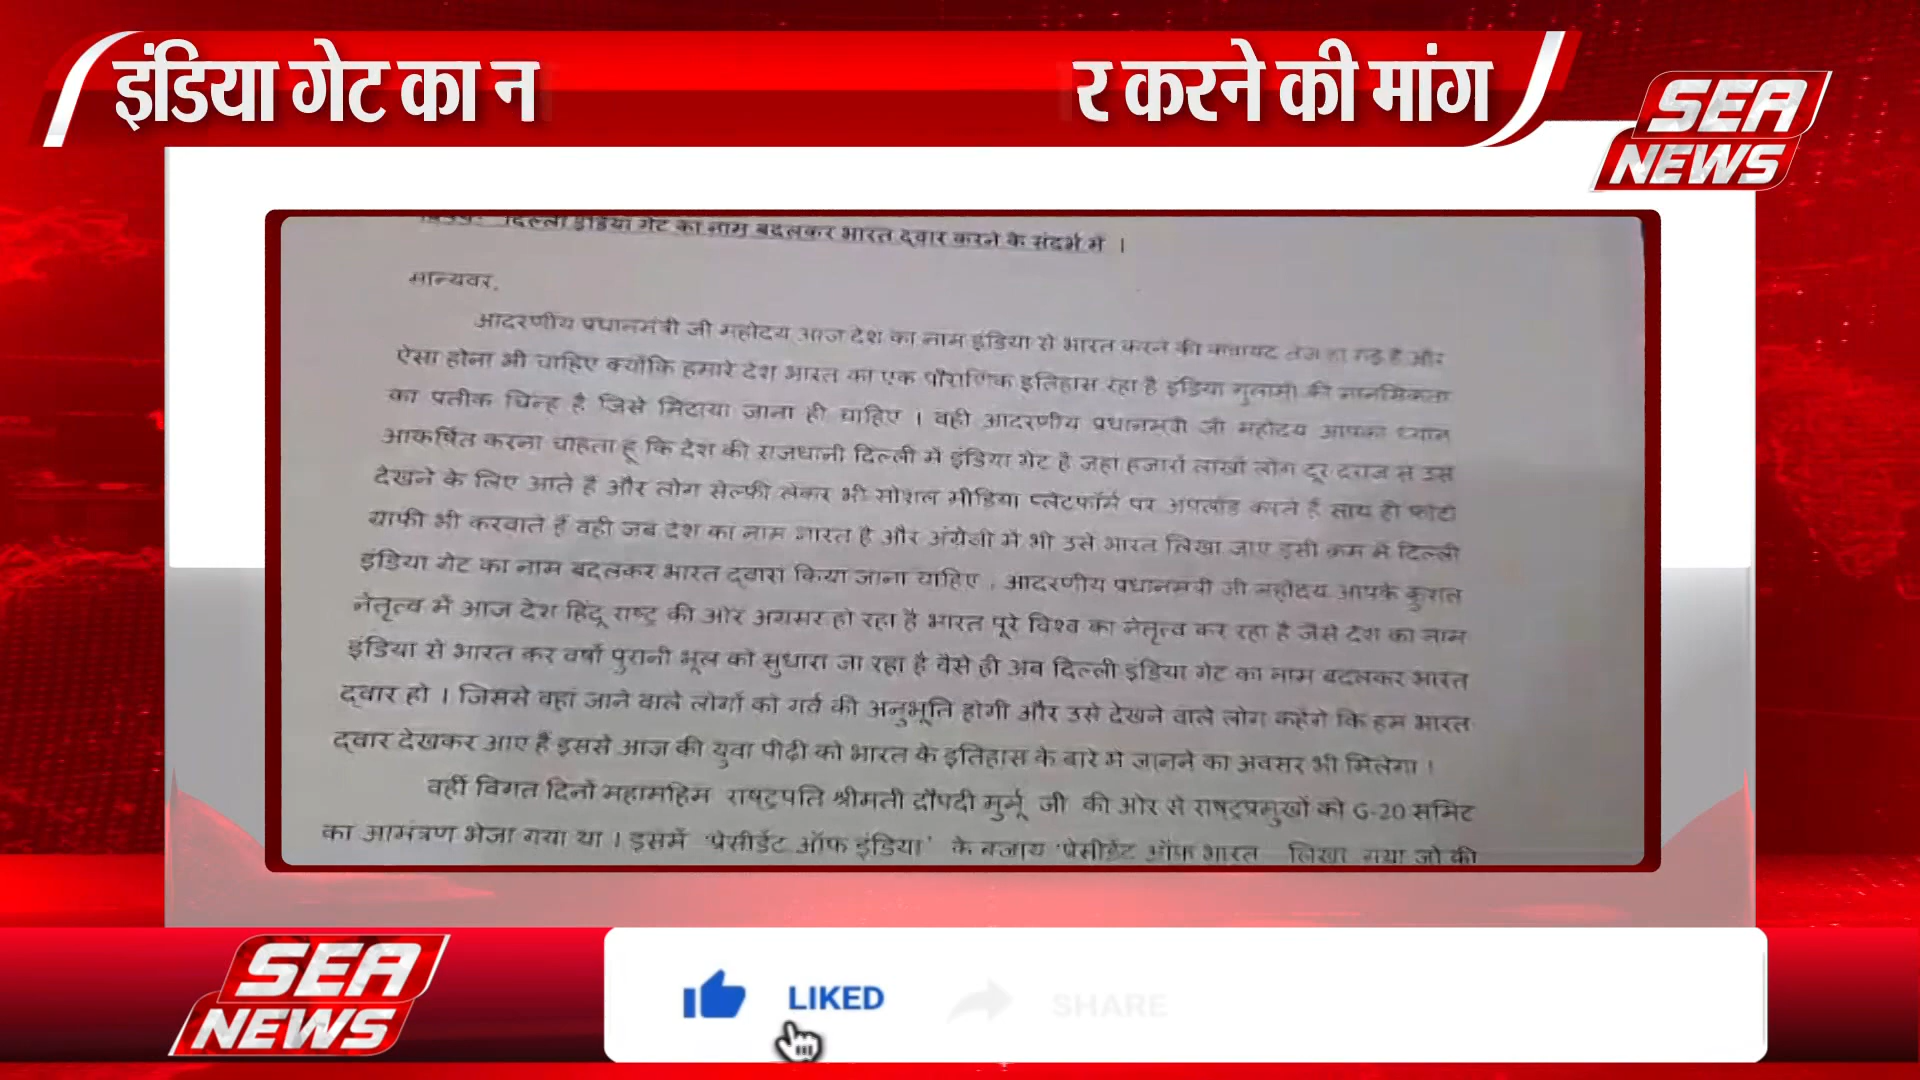 इंडिया गेट का न र करने की मांग
SEA NEWS
दिल्ली इंडिया गेट का नाम बदलकर भारत द्वार करने के संदर्भ में ।
मान्यवर,
आदरणीय प्रधानमंत्री जी महोदय आज देश का नाम इंडिया से भारत करने की कवायद तेज हो गई है और
ऐसा होना भी चाहिए क्योंकि हमारे देश भारत का एक पौराणिक इतिहास रहा है इंडिया गुलामी की मानसिकता
का प्रतीक चिन्ह है जिसे मिटाया जाना ही चाहिए । वही आदरणीय प्रधानमंत्री जी महोदय आपका ध्यान
आकर्षित करना चाहता हू कि देश की राजधानी दिल्ली में इंडिया गेट है जहां हजारों लाखों लोग दूर दराज से उसे
देखने के लिए आते हैं और लोग सेल्फी लेकर भी सोशल मीडिया प्लेटफॉर्म पर अपलोड करते हैं साथ ही फोटो
ग्राफी भी करवाते हैं वही जब देश का नाम भारत है और अंग्रेजी में भी उसे भारत लिखा जाए इसी क्रम में दिल्ली
इंडिया गेट का नाम बदलकर भारत द्वारा किया जाना चाहिए , आदरणीय प्रधानमंत्री जी महोदय आपके कुशल
नेतृत्व में आज देश हिंदू राष्ट्र की ओर अग्रसर हो रहा है भारत पूरे विश्व का नेतृत्व कर रहा है जैसे देश का नाम
इंडिया से भारत कर वर्षों पुरानी भूल को सुधारा जा रहा है वैसे ही अब दिल्ली इंडिया गेट का नाम बदलकर भारत
द्वार हो । जिससे वहां जाने वाले लोगों को गर्व की अनुभूति होगी और उसे देखने वाले लोग कहेंगे कि हम भारत
द्वार देखकर आए हैं इससे आज की युवा पीढ़ी को भारत के इतिहास के बारे में जानने का अवसर भी मिलेगा ।
वहीं विगत दिनों महामहिम राष्ट्रपति श्रीमती द्रौपदी मुर्मू जी की ओर से राष्ट्रप्रमुखों को G-20 समिट
का आमंत्रण भेजा गया था । इसमें 'प्रेसीडेंट ऑफ इंडिया' के बजाय 'प्रेसीडेंट ऑफ भारत लिखा गया जो की
SEA NEWS
LIKED
SHARE